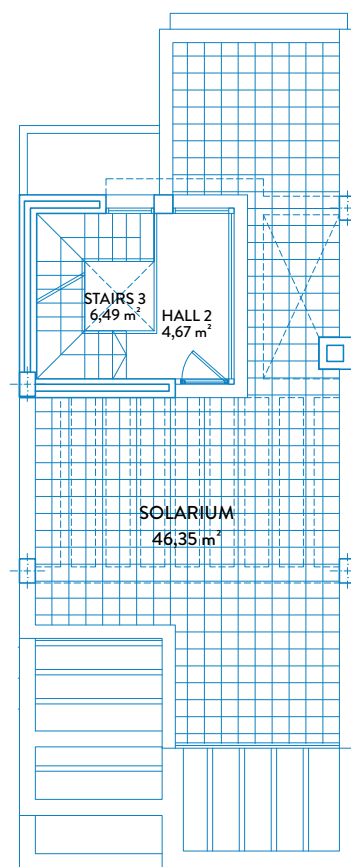 STAIRS 3
6,49 m²
HALL 2
4,67 m²
SOLARIUM
46,35 m²